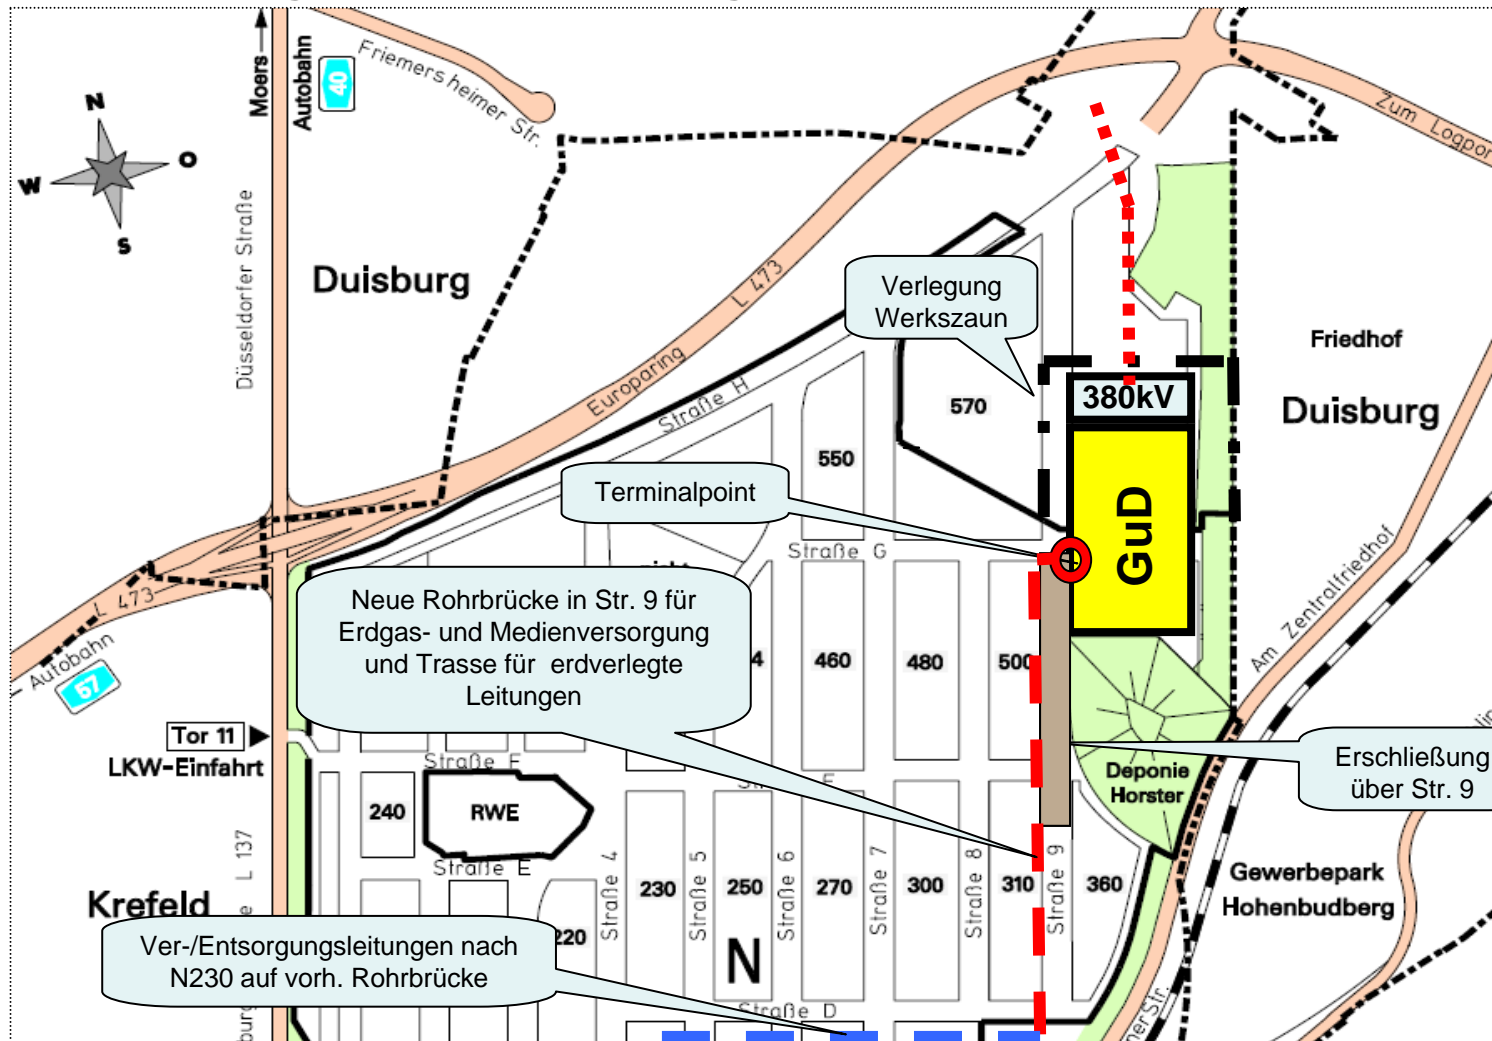 Moers
Autobahn
40
Friemersheimer Str.
N
O
W
S
Zum Logpor
Düsseldorfer Straße
Duisburg
L 473
Verlegung
Werkszaun
Friedhof
Europaring
Straße H
570
380kV
Duisburg
550
Terminalpoint
GuD
Straße G
L 473
Autobahn
57
Neue Rohrbrücke in Str. 9 für
Erdgas- und Medienversorgung
und Trasse für erdverlegte
Leitungen
4
460
480
500
Am Zentralfriedhof
Tor 11
LKW-Einfahrt
Straße F
Deponie
Horster
Erschließung
über Str. 9
240
RWE
Straße E
L 137
Straße 4
230
Straße 5
250
Straße 6
270
Straße 7
300
Straße 8
310
Straße 9
360
Gewerbepark
Hohenbudberg
Krefeld
220
N
Ver-/Entsorgungsleitungen nach
N230 auf vorh. Rohrbrücke
Straße D
burg
nerStr.